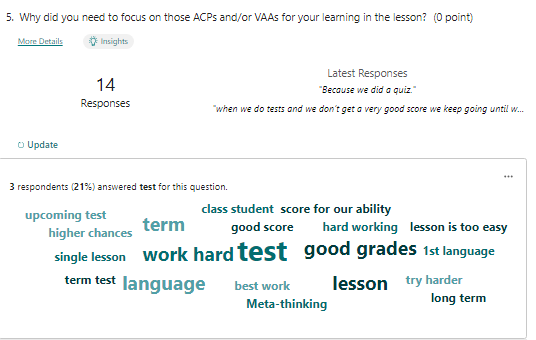 5. Why did you need to focus on those ACPs and/or VAAs for your learning in the lesson? (0 point)
More Details
Insights
14
Responses
Latest Responses
"Because we did a quiz."
"when we do tests and we don't get a very good score we keep going until w...
Update
...
3 respondents (21%) answered test for this question.
class student score for our ability
upcoming test term good score hard working lesson is too easy
higher chances
single lesson work hard test good grades 1st language
term test language best work lesson try harder
Meta-thinking long term